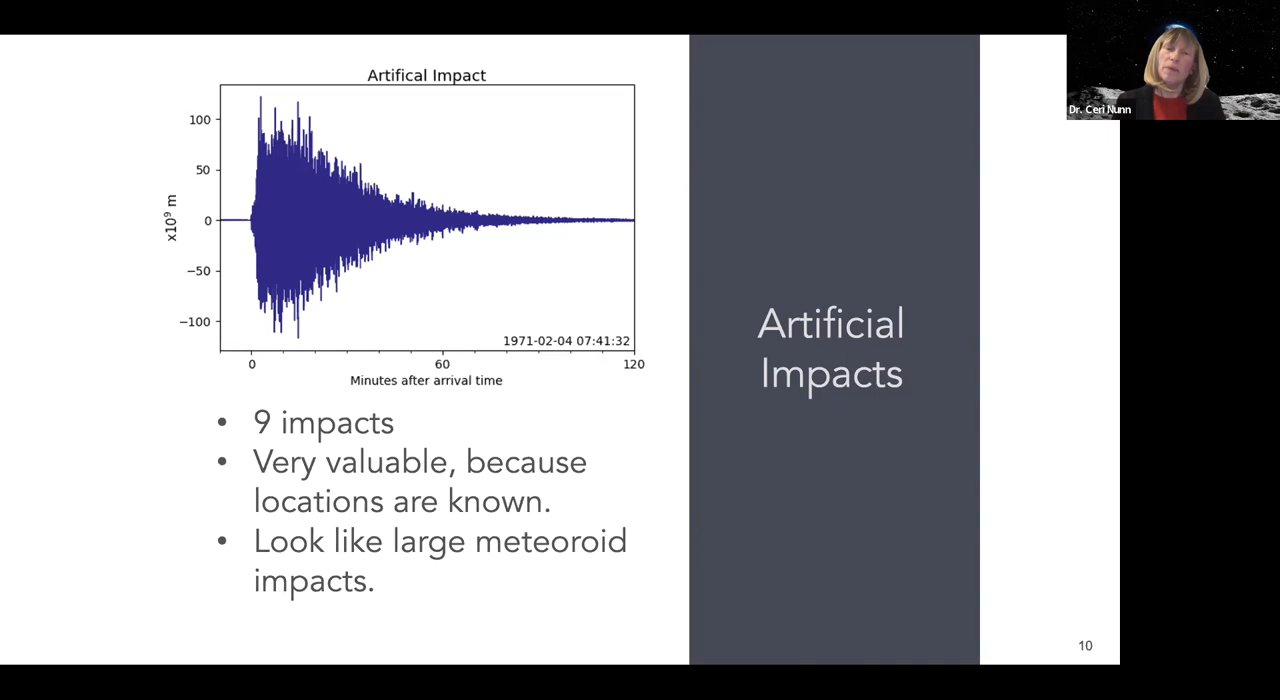 Artifical Impact
100
50
0
−50
−100
x10⁹ m
1971-02-04 07:41:32
0 60 120
Minutes after arrival time
• 9 impacts
• Very valuable, because
locations are known.
• Look like large meteoroid
impacts.
Artificial
Impacts
10
Dr. Ceri Nunn